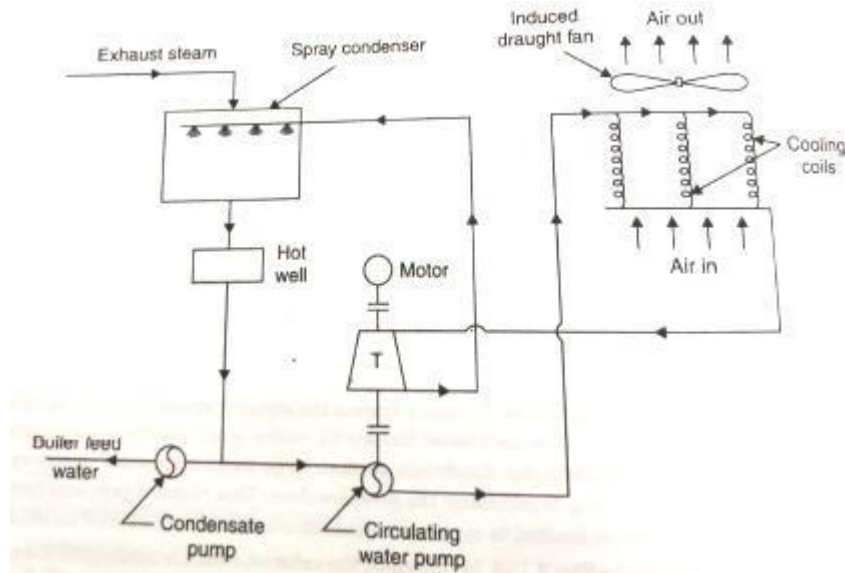 Exhaust steam
Spray condenser
Induced
draught fan
Air out
Cooling
coils
Air in
Hot
well
Motor
T
Boiler feed
water
Condensate
pump
Circulating
water pump